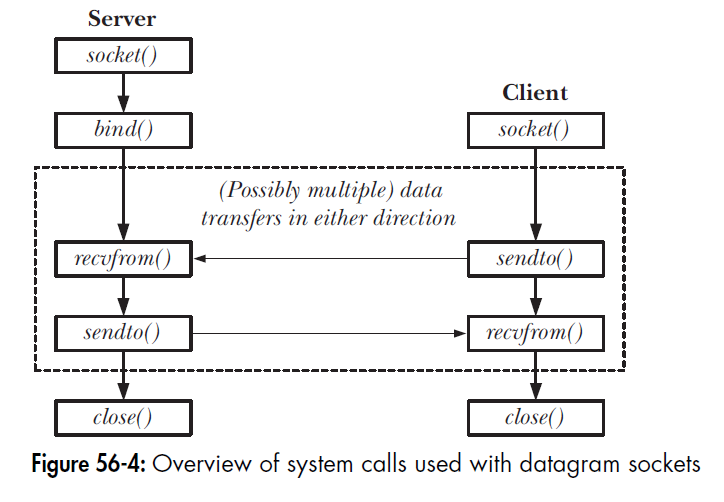 Server
socket()
bind()
Client
socket()
(Possibly multiple) data
transfers in either direction
recvfrom()
sendto()
sendto()
recvfrom()
close()
close()
Figure 56-4: Overview of system calls used with datagram sockets